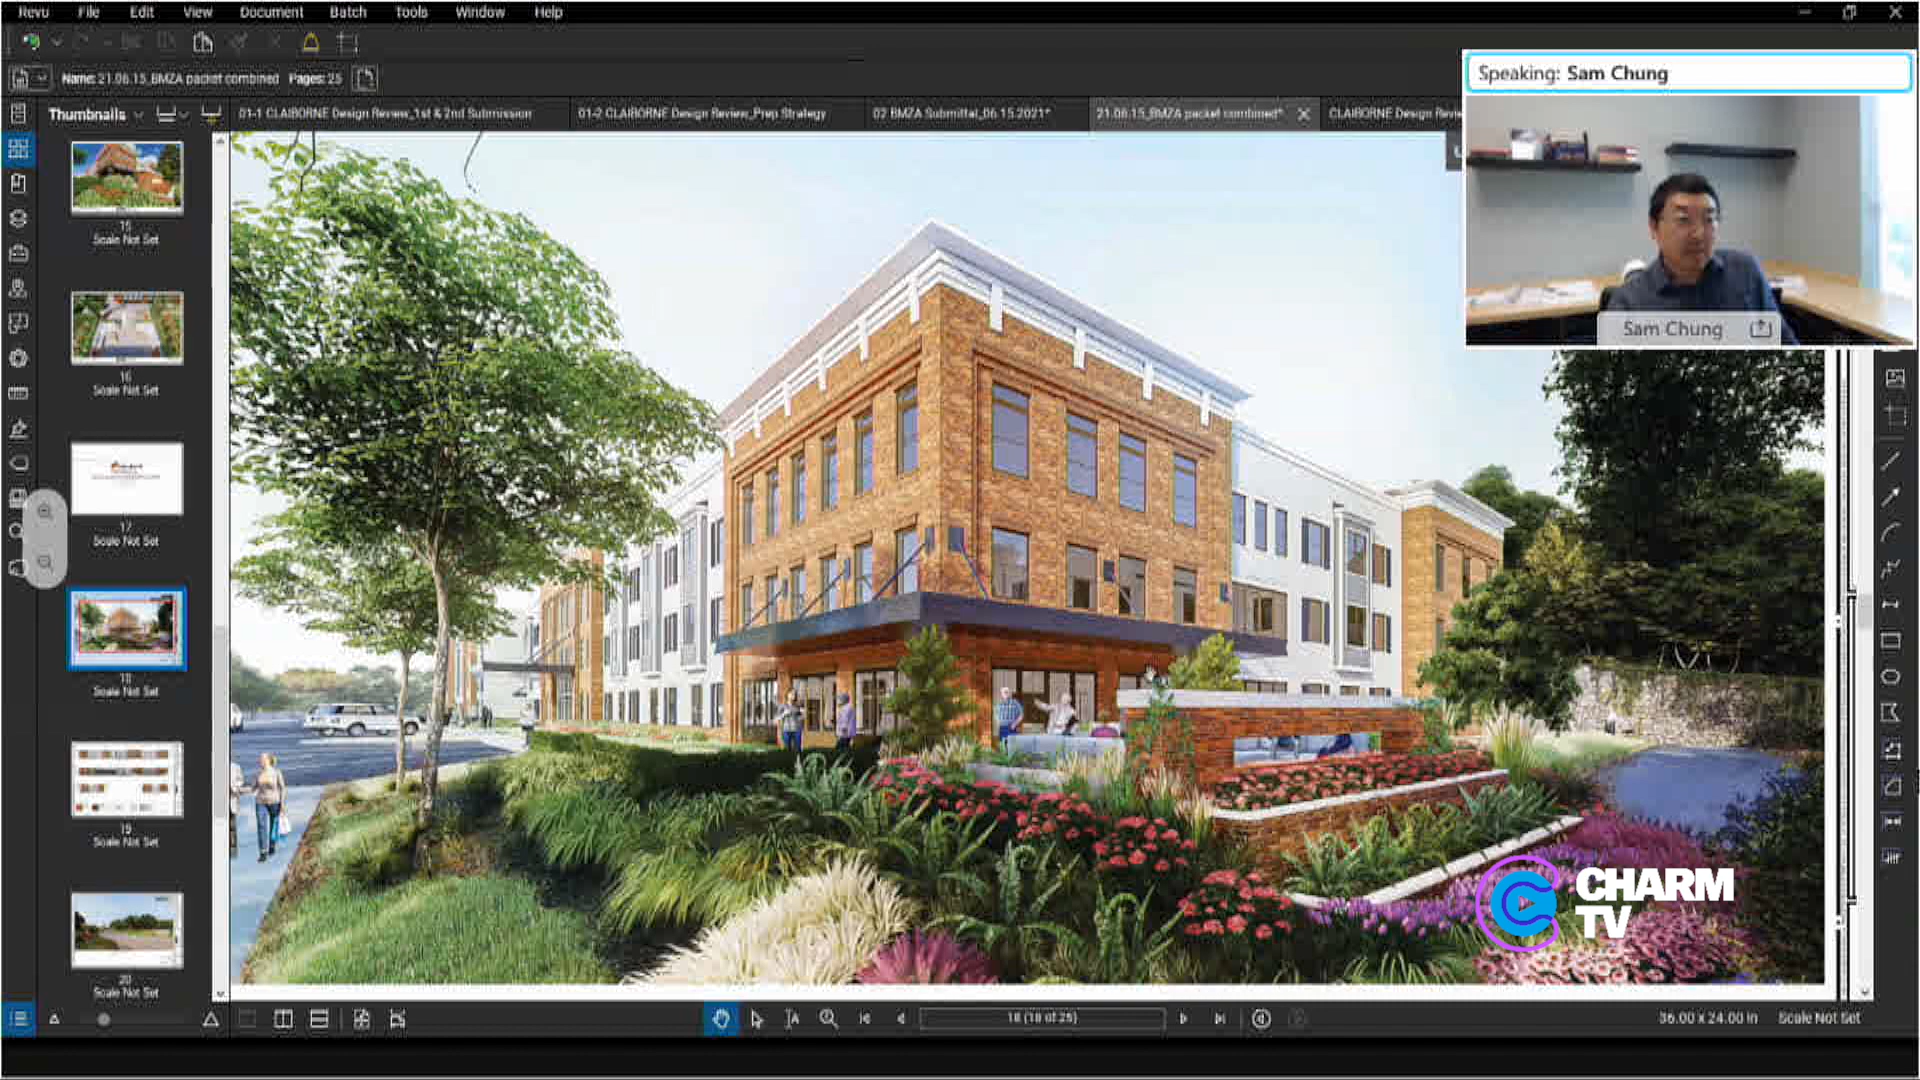 Revu File Edit View Document Batch Tools Window Help
Name: 21.06.15_BMZA packet combined Pages: 25
Speaking: Sam Chung
Thumbnails
01-1 CLAIBORNE Design Review_1st & 2nd Submission
01-2 CLAIBORNE Design Review_Prep Strategy
02 BMZA Submittal_06.15.2021*
21.06.15_BMZA packet combined*
CLAIBORNE Design Revie
15
Scale Not Set
16
Scale Not Set
17
Scale Not Set
18
Scale Not Set
19
Scale Not Set
20
Scale Not Set
Sam Chung
CHARM
TV
18 (18 of 25)
36.00 x 24.00 in Scale Not Set